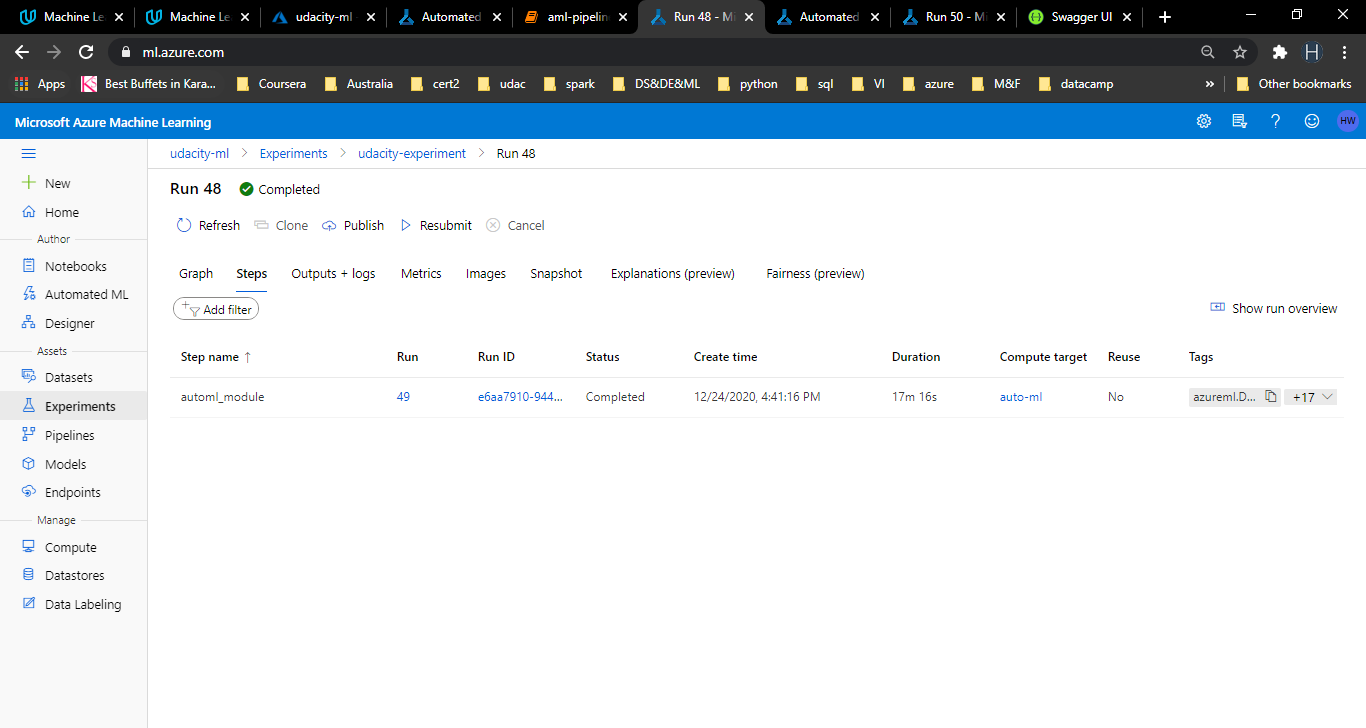 Machine Le
Machine Le
udacity-ml
Automated
aml-pipelin
Run 48 - Mi
Automated
Run 50 - Mi
Swagger UI
ml.azure.com
H
Apps
KS
Best Buffets in Kara...
Coursera
Australia
cert2
udac
spark
DS&DE&ML
python
sql
VI
azure
M&F
datacamp
»
Other bookmarks
Microsoft Azure Machine Learning
HW
udacity-ml > Experiments > udacity-experiment > Run 48
New
Home
Author
Notebooks
Automated ML
Designer
Assets
Datasets
Experiments
Pipelines
Models
Endpoints
Manage
Compute
Datastores
Data Labeling
Run 48 Completed
Refresh Clone Publish Resubmit Cancel
Graph Steps Outputs + logs Metrics Images Snapshot Explanations (preview) Fairness (preview)
Add filter
Show run overview
Step name ↑ Run Run ID Status Create time Duration Compute target Reuse Tags
automl_module 49 e6aa7910-944... Completed 12/24/2020, 4:41:16 PM 17m 16s auto-ml No azureml.D... +17